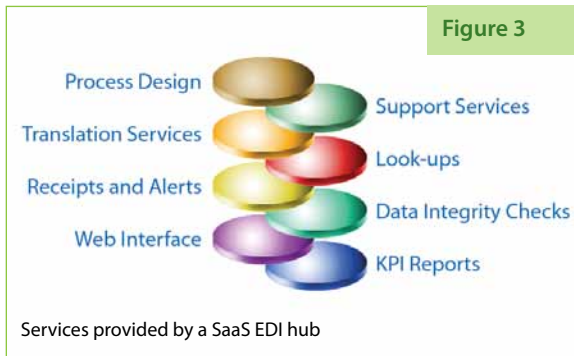 Figure 3
Process Design
Support Services
Translation Services
Look-ups
Receipts and Alerts
Data Integrity Checks
Web Interface
KPI Reports
Services provided by a SaaS EDI hub